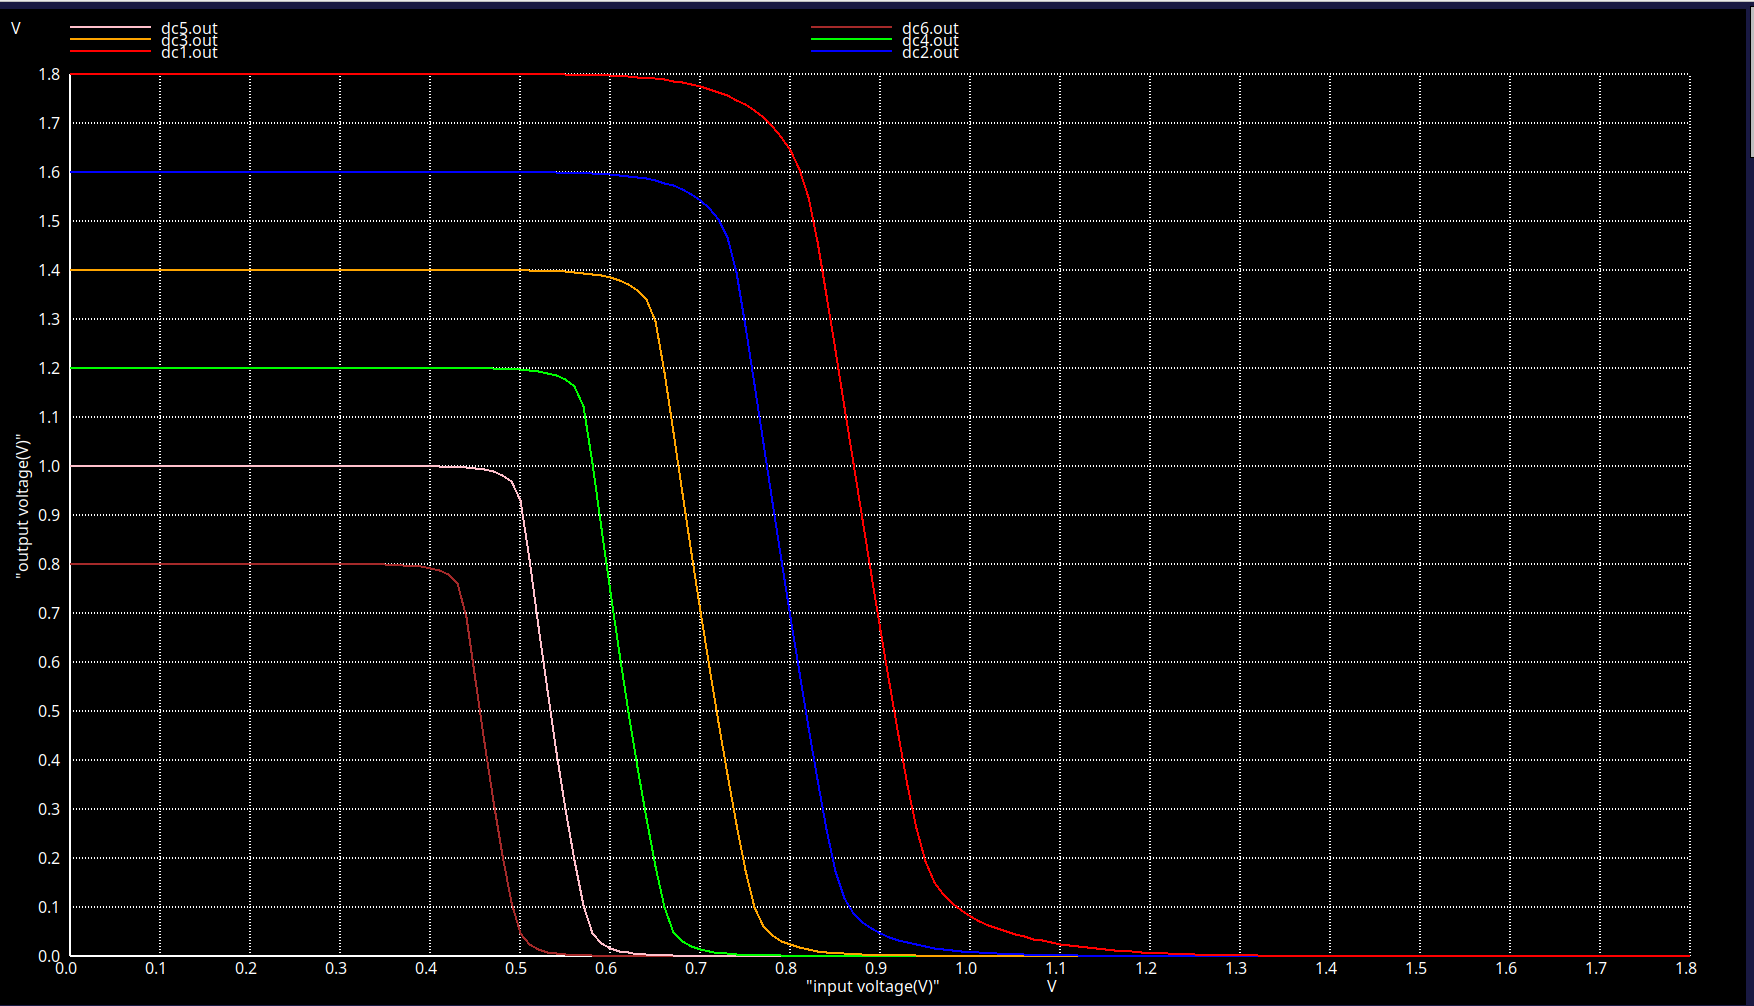 V
dc5.out dc6.out
dc3.out dc4.out
dc1.out dc2.out
1.8
1.7
1.6
1.5
1.4
1.3
1.2
1.1
1.0
0.9
0.8
0.7
0.6
0.5
0.4
0.3
0.2
0.1
0.0
"output voltage(V)"
0.0 0.1 0.2 0.3 0.4 0.5 0.6 0.7 0.8 0.9 1.0 1.1 1.2 1.3 1.4 1.5 1.6 1.7 1.8
"input voltage(V)" V